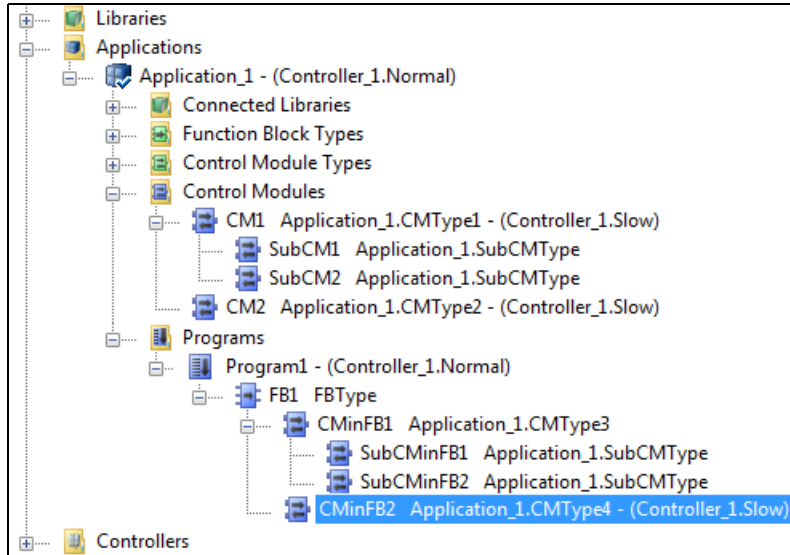 Libraries
Applications
Application_1 - (Controller_1.Normal)
Connected Libraries
Function Block Types
Control Module Types
Control Modules
CM1 Application_1.CMType1 - (Controller_1.Slow)
SubCM1 Application_1.SubCMType
SubCM2 Application_1.SubCMType
CM2 Application_1.CMType2 - (Controller_1.Slow)
Programs
Program1 - (Controller_1.Normal)
FB1 FBType
CMinFB1 Application_1.CMType3
SubCMinFB1 Application_1.SubCMType
SubCMinFB2 Application_1.SubCMType
CMinFB2 Application_1.CMType4 - (Controller_1.Slow)
Controllers